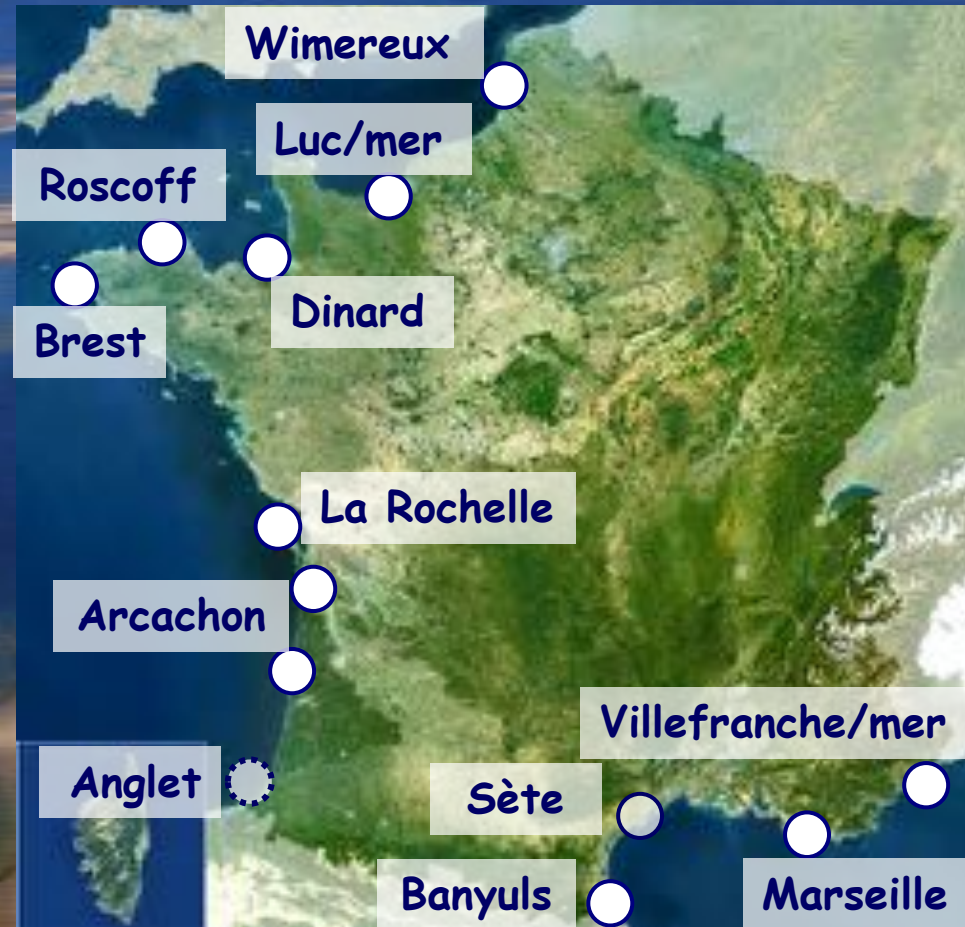 Wimereux
Luc/mer
Roscoff
Dinard
Brest
La Rochelle
Arcachon
Villefranche/mer
Anglet
Sète
Banyuls
Marseille